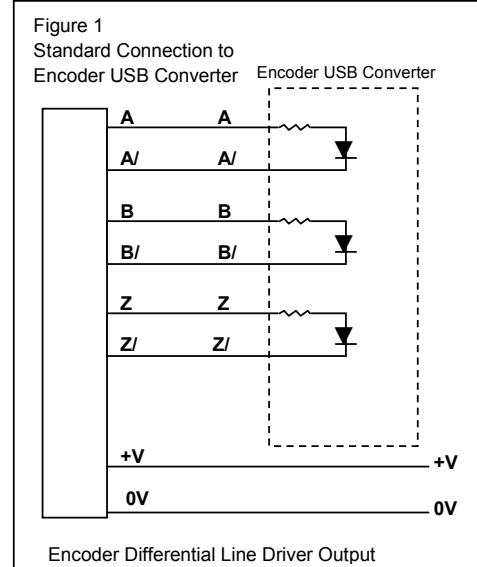 Figure 1
Standard Connection to
Encoder USB Converter
Encoder USB Converter
A A
A/ A/
B B
B/ B/
Z Z
Z/ Z/
+V +V
0V 0V
Encoder Differential Line Driver Output